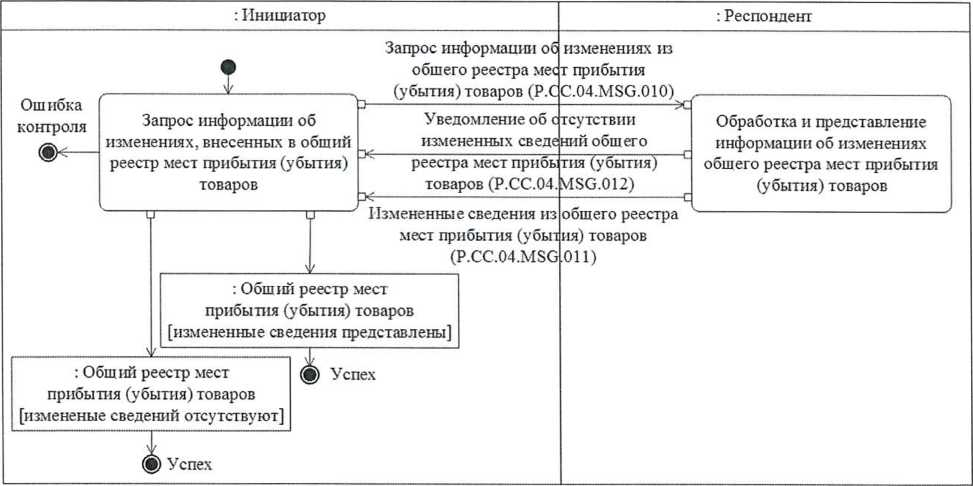 : Инициатор
: Респондент
Запрос информации об изменениях из
общего реестра мест прибытия
(убытия) товаров (P.CC.04.MSG.010)
Ошибка
контроля
Запрос информации об
изменениях, внесенных в общий
реестр мест прибытия (убытия)
товаров
Уведомление об отсутствии
измененных сведений общего
реестра мест прибытия (убытия)
товаров (P.CC.04.MSG.012)
Обработка и представление
информации об изменениях
общего реестра мест прибытия
(убытия) товаров
Измененные сведения из общего реестра
мест прибытия (убытия) товаров
(P.CC.04.MSG.011)
: Общий реестр мест
прибытия (убытия) товаров
[измененные сведения представлены]
Успех
: Общий реестр мест
прибытия (убытия) товаров
[измененые сведений отсутствуют]
Успех